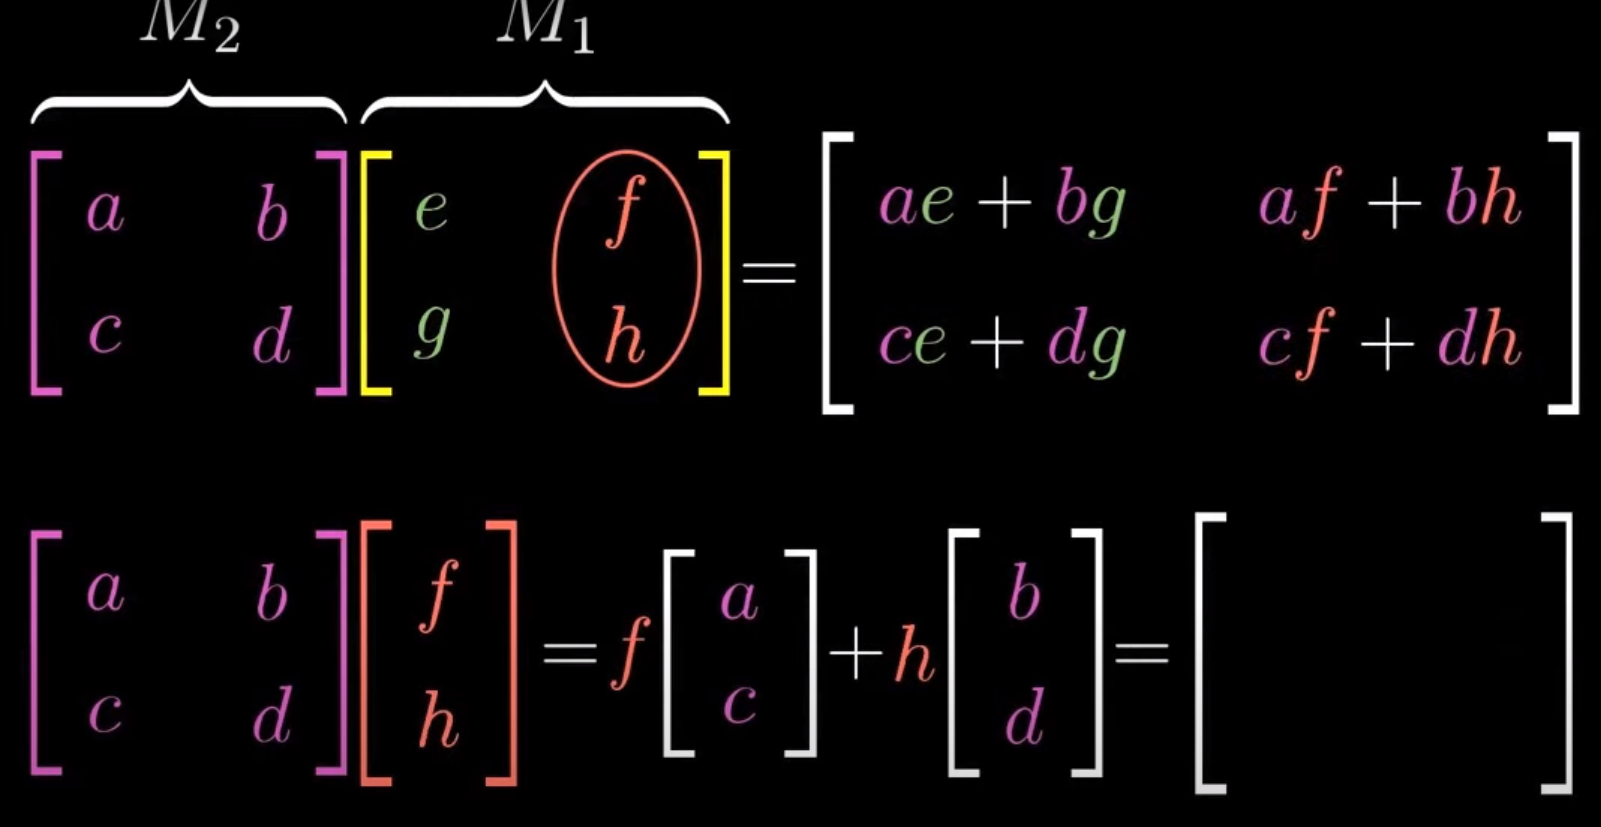 M₂ M₁
[a b; c d] [e f; g h] = [ae + bg af + bh; ce + dg cf + dh]
[a b; c d] [f; h] = f [a; c] + h [b; d] = [ ]